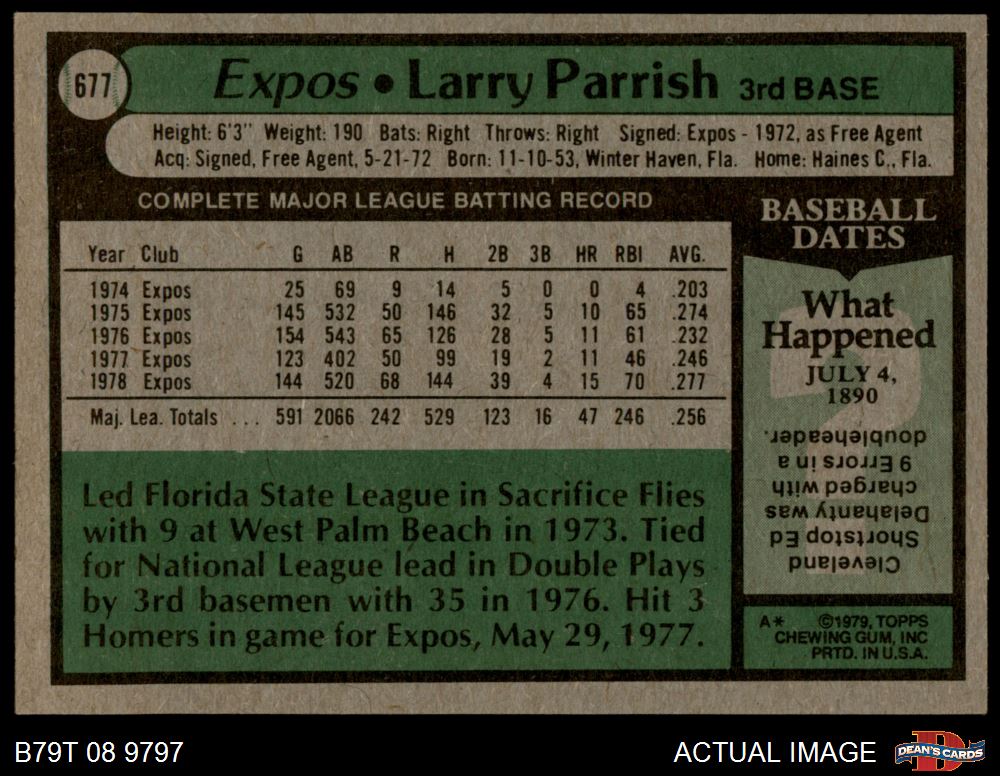 677
Expos • Larry Parrish 3rd BASE
Height: 6'3" Weight: 190 Bats: Right Throws: Right Signed: Expos - 1972, as Free Agent
Acq: Signed, Free Agent, 5-21-72 Born: 11-10-53, Winter Haven, Fla. Home: Haines C., Fla.
COMPLETE MAJOR LEAGUE BATTING RECORD
Year Club G AB R H 2B 3B HR RBI AVG.
1974 Expos 25 69 9 14 5 0 0 4 .203
1975 Expos 145 532 50 146 32 5 10 65 .274
1976 Expos 154 543 65 126 28 5 11 61 .232
1977 Expos 123 402 50 99 19 2 11 46 .246
1978 Expos 144 520 68 144 39 4 15 70 .277
Maj. Lea. Totals ... 591 2066 242 529 123 16 47 246 .256
Led Florida State League in Sacrifice Flies
with 9 at West Palm Beach in 1973. Tied
for National League lead in Double Plays
by 3rd basemen with 35 in 1976. Hit 3
Homers in game for Expos, May 29, 1977.
BASEBALL
DATES
What
Happened
JULY 4,
1890
Cleveland
Shortstop Ed
Delahanty was
charged with
9 Errors in a
doubleheader.
A* ©1979, TOPPS
CHEWING GUM, INC
PRTD. IN U.S.A.
B79T 08 9797
ACTUAL IMAGE
DEAN'S CARDS